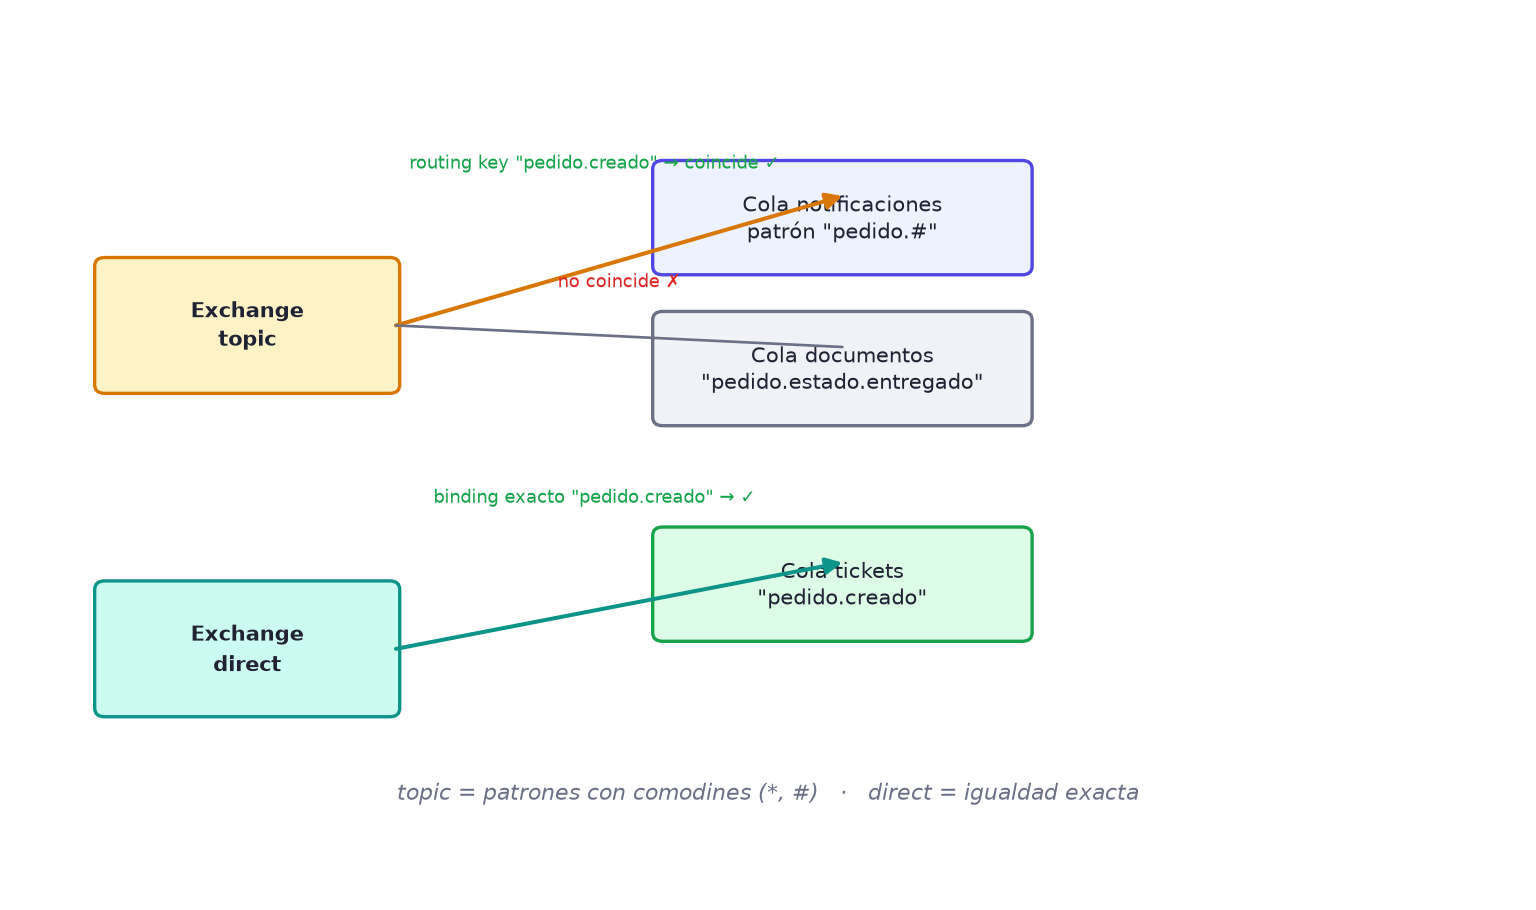 routing key "pedido.creado" → coincide ✓
Cola notificaciones
patrón "pedido.#"
no coincide ✗
Exchange
topic
Cola documentos
"pedido.estado.entregado"
binding exacto "pedido.creado" → ✓
Cola tickets
"pedido.creado"
Exchange
direct
topic = patrones con comodines (*, #)   ·   direct = igualdad exacta